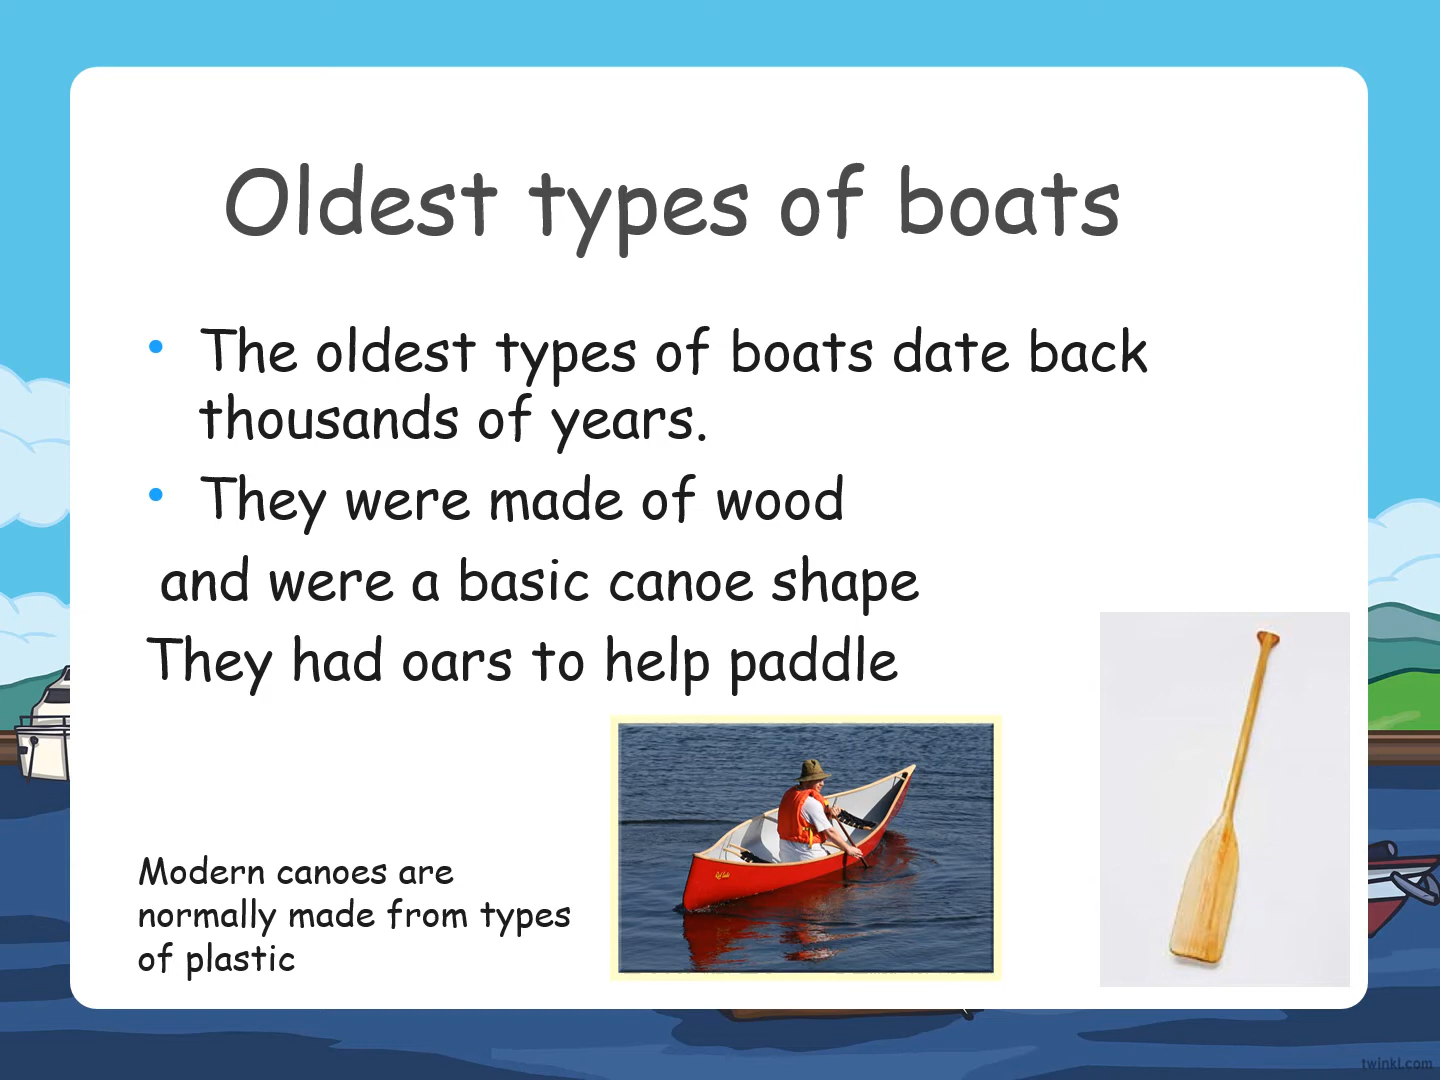 Oldest types of boats
• The oldest types of boats date back
thousands of years.
• They were made of wood
and were a basic canoe shape
They had oars to help paddle
Modern canoes are
normally made from types
of plastic
twinkl.com